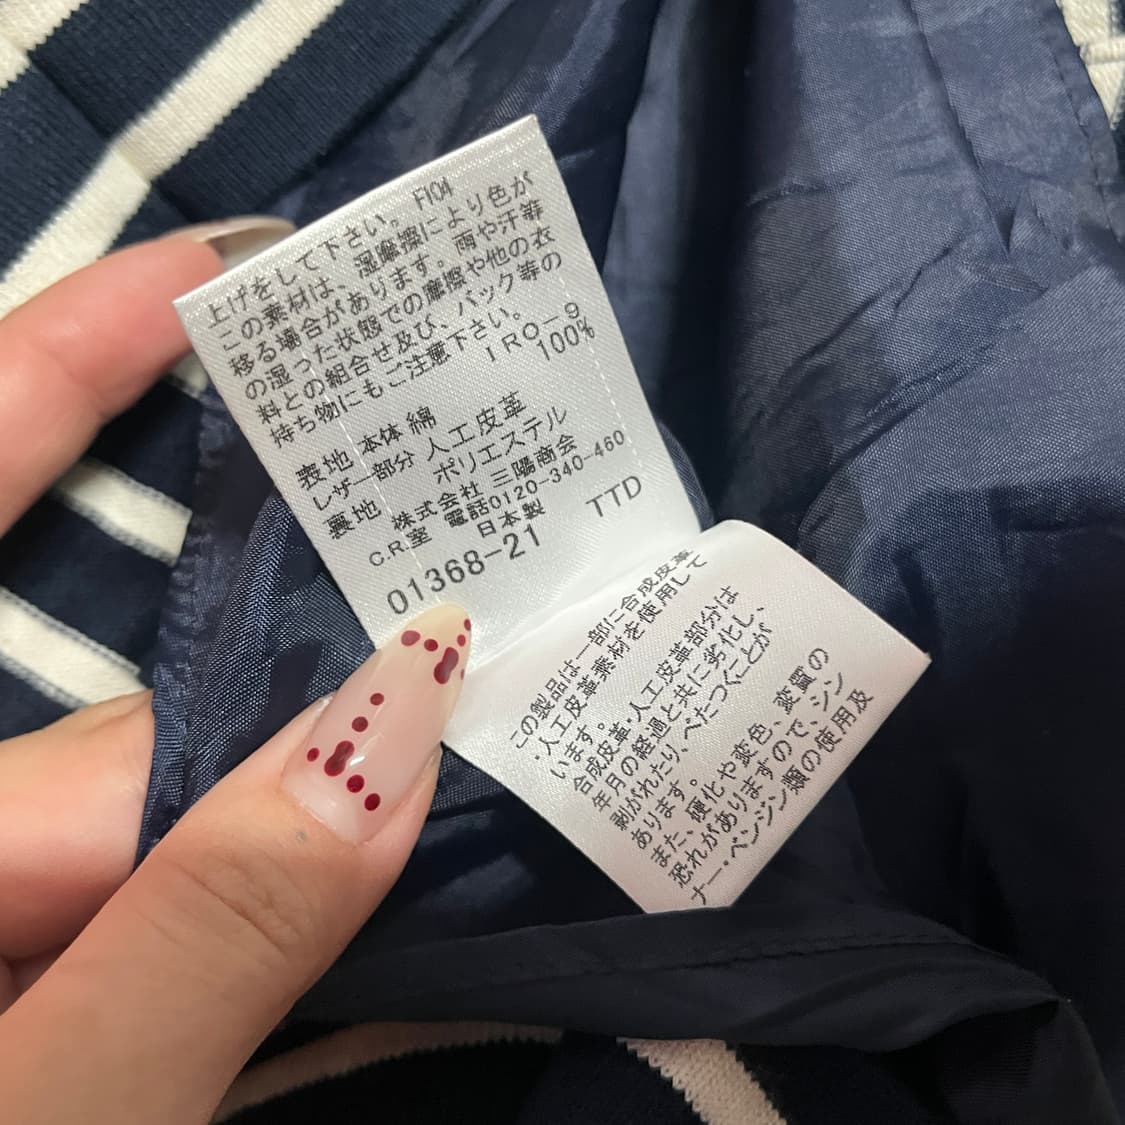 上げをして下さい。 F104
この素材は、湿摩擦により色が
移る場合があります。雨や汗等
の湿った状態での摩擦や他の衣
料との組合せ及び、バック等の
持ち物にもご注意下さい。
IRO-9
表地 本体 綿 100%
レザー部分 人工皮革
裏地 ポリエステル
株式会社 三陽商会
C.R.室 電話0120-340-460
日本製
01368-21 TTD
この製品は一部に合成皮革
・人工皮革素材を使用して
います。
合成皮革・人工皮革部分は
年月の経過と共に劣化し、
剥がれたり、べたつくことが
あります。
また、硬化や変色、変質の
恐れがありますので、シン
ナー・ベンジン類の使用及